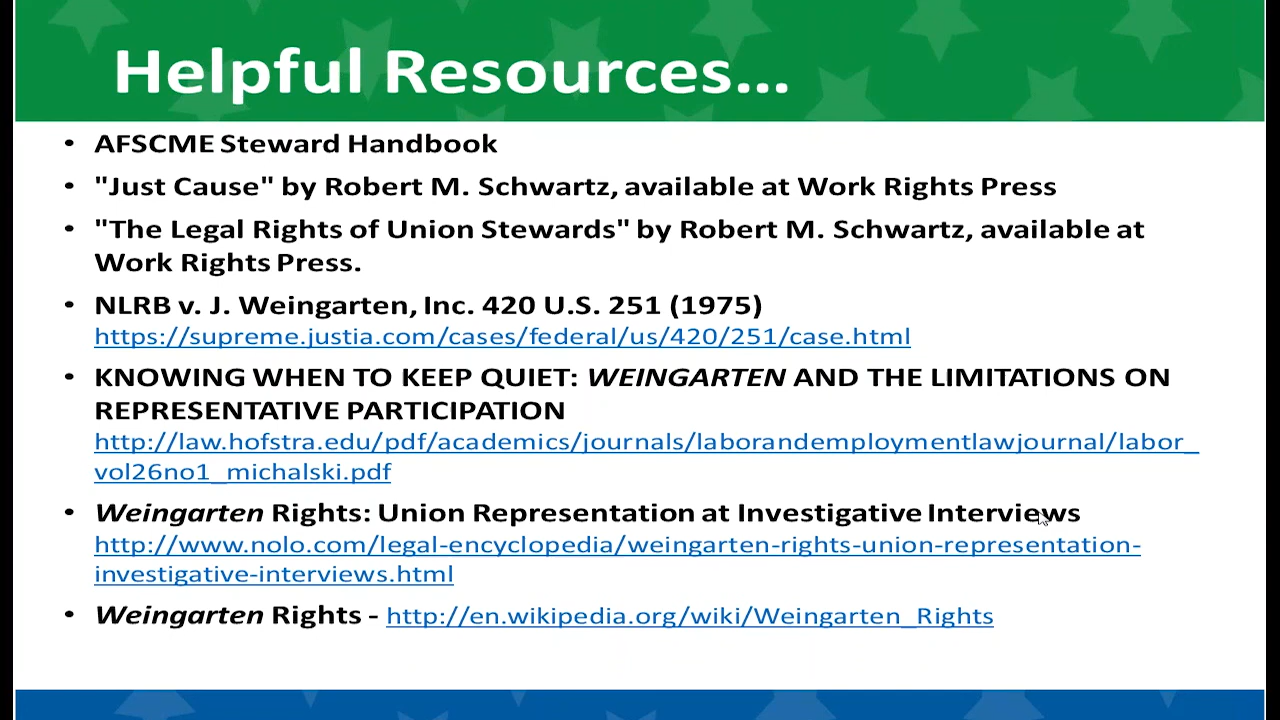 Helpful Resources...
• AFSCME Steward Handbook
• "Just Cause" by Robert M. Schwartz, available at Work Rights Press
• "The Legal Rights of Union Stewards" by Robert M. Schwartz, available at
Work Rights Press.
• NLRB v. J. Weingarten, Inc. 420 U.S. 251 (1975)
https://supreme.justia.com/cases/federal/us/420/251/case.html
• KNOWING WHEN TO KEEP QUIET: WEINGARTEN AND THE LIMITATIONS ON
REPRESENTATIVE PARTICIPATION
http://law.hofstra.edu/pdf/academics/journals/laborandemploymentlawjournal/labor_
vol26no1_michalski.pdf
• Weingarten Rights: Union Representation at Investigative Interviews
http://www.nolo.com/legal-encyclopedia/weingarten-rights-union-representation-
investigative-interviews.html
• Weingarten Rights - http://en.wikipedia.org/wiki/Weingarten_Rights